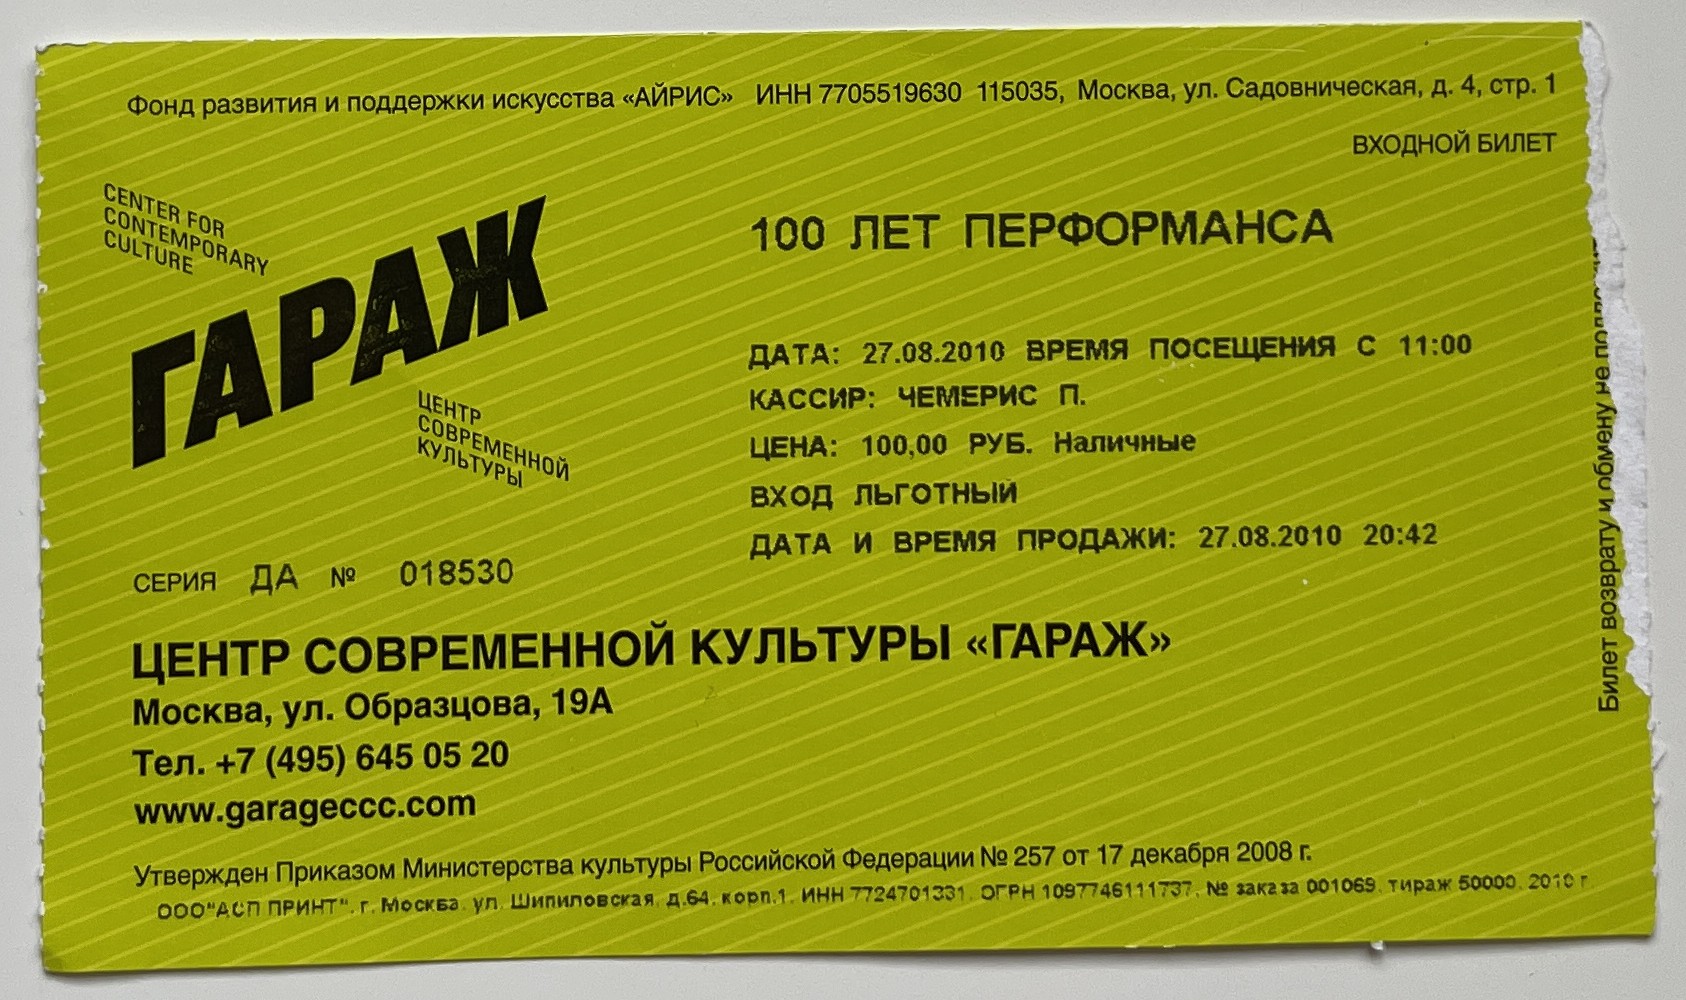 Фонд развития и поддержки искусства «АЙРИС» ИНН 7705519630 115035, Москва, ул. Садовническая, д. 4, стр. 1
ВХОДНОЙ БИЛЕТ
CENTER FOR
CONTEMPORARY
CULTURE
ГАРАЖ
ЦЕНТР
СОВРЕМЕННОЙ
КУЛЬТУРЫ
100 ЛЕТ ПЕРФОРМАНСА
ДАТА: 27.08.2010 ВРЕМЯ ПОСЕЩЕНИЯ С 11:00
КАССИР: ЧЕМЕРИС П.
ЦЕНА: 100,00 РУБ. Наличные
ВХОД ЛЬГОТНЫЙ
ДАТА И ВРЕМЯ ПРОДАЖИ: 27.08.2010 20:42
СЕРИЯ ДА № 018530
ЦЕНТР СОВРЕМЕННОЙ КУЛЬТУРЫ «ГАРАЖ»
Москва, ул. Образцова, 19А
Тел. +7 (495) 645 05 20
www.garageccc.com
Утвержден Приказом Министерства культуры Российской Федерации № 257 от 17 декабря 2008 г.
ООО"АСП ПРИНТ", г. Москва, ул. Шипиловская, д.64, корп.1, ИНН 7724701331, ОГРН 1097746111737, № заказа 001069, тираж 50000, 2010 г
Билет возврату и обмену не